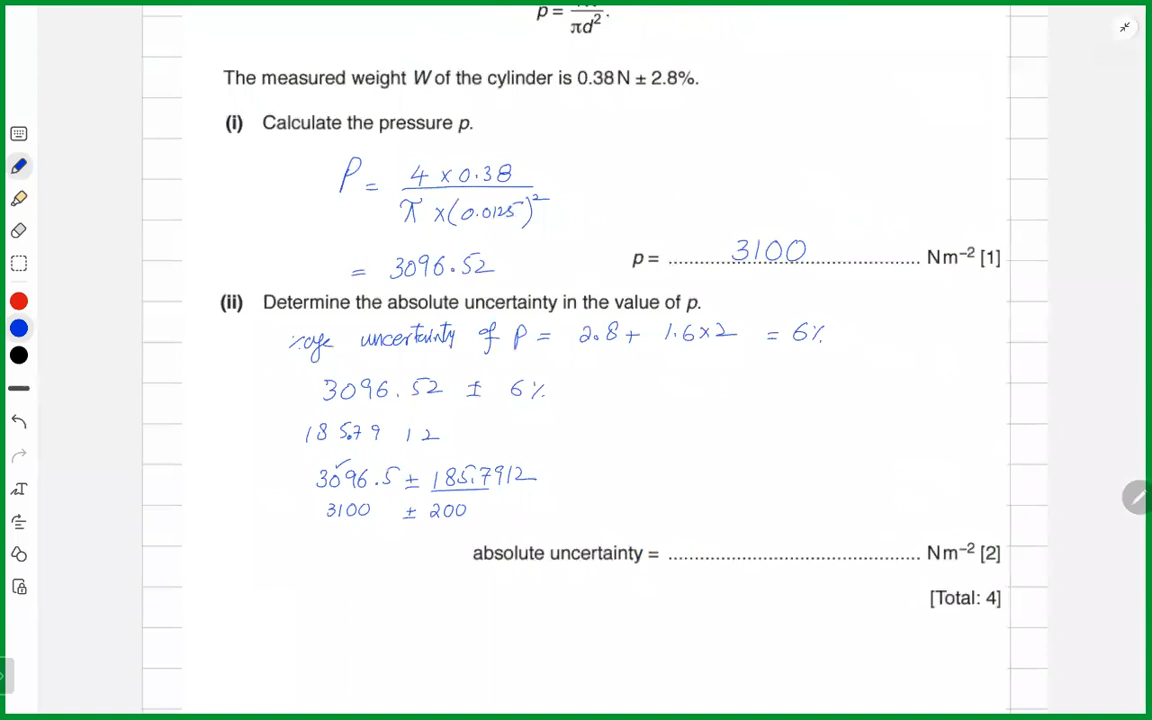 p =
πd²
The measured weight W of the cylinder is 0.38 N ± 2.8%.
(i) Calculate the pressure p.
P = 4 × 0.38
π × (0.0125)²
= 3096.52
p = 3100 N m⁻² [1]
(ii) Determine the absolute uncertainty in the value of p.
%age uncertainty of P = 2.8 + 1.6×2 = 6%
3096.52 ± 6%
185.79 12
3096.5 ± 185.7912
3100 ± 200
absolute uncertainty = ................................................ N m⁻² [2]
[Total: 4]